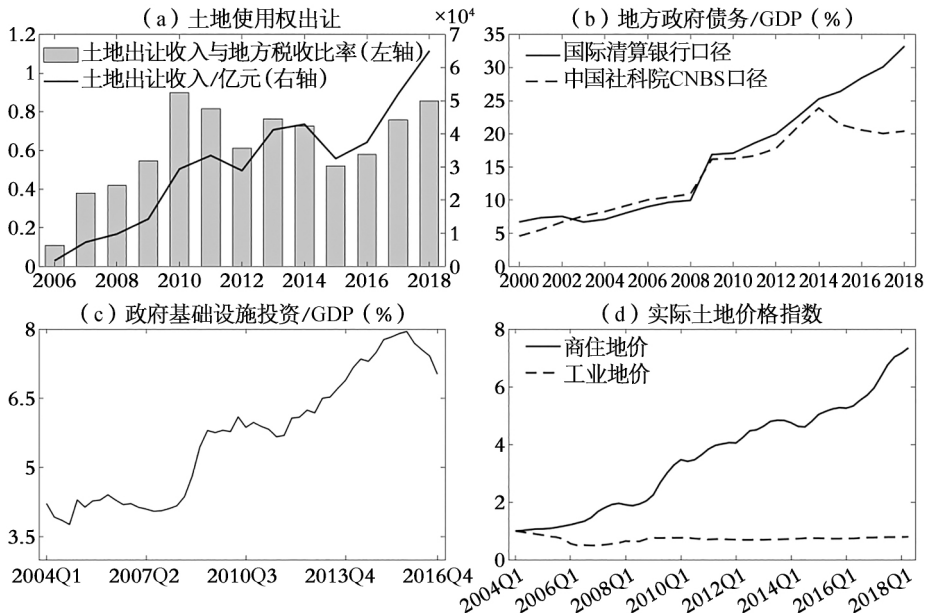 (a)土地使用权出让
×10⁴
土地出让收入与地方税收比率(左轴)
土地出让收入/亿元(右轴)
1.2
1
0.8
0.6
0.4
0.2
0
7
6
5
4
3
2
1
0
2006 2008 2010 2012 2014 2016 2018
(b)地方政府债务/GDP(%)
国际清算银行口径
中国社科院CNBS口径
35
30
25
20
15
10
5
0
2000 2002 2004 2006 2008 2010 2012 2014 2016 2018
(c)政府基础设施投资/GDP(%)
8
6.5
5
3.5
2004Q1 2007Q2 2010Q3 2013Q4 2016Q4
(d)实际土地价格指数
商住地价
工业地价
8
6
4
2
0
2004Q1 2006Q1 2008Q1 2010Q1 2012Q1 2014Q1 2016Q1 2018Q1